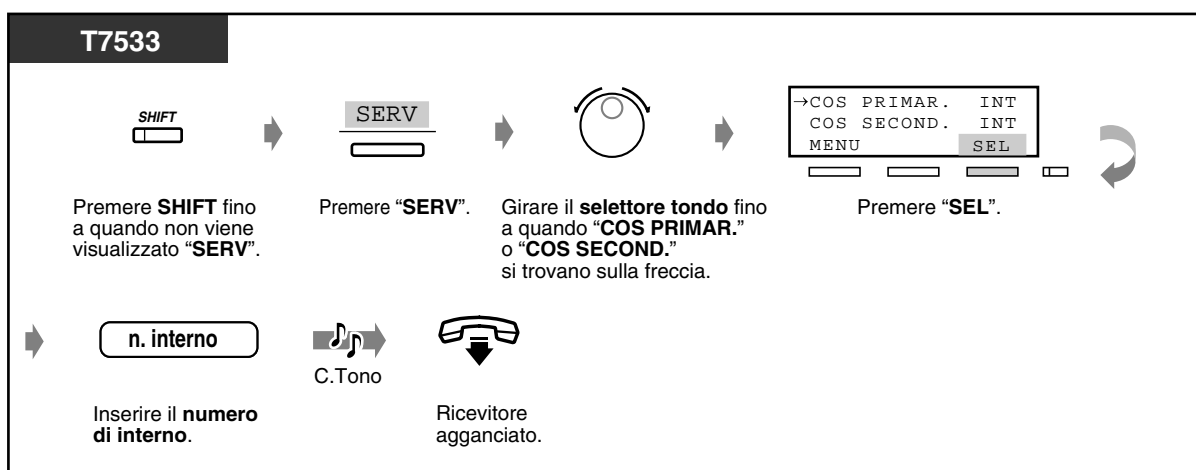 T7533
SHIFT
SERV
→COS PRIMAR. INT
COS SECOND. INT
MENU SEL
Premere SHIFT fino
a quando non viene
visualizzato “SERV”.
Premere “SERV”.
Girare il selettore tondo fino
a quando “COS PRIMAR.”
o “COS SECOND.”
si trovano sulla freccia.
Premere “SEL”.
n. interno
C.Tono
Inserire il numero
di interno.
Ricevitore
agganciato.